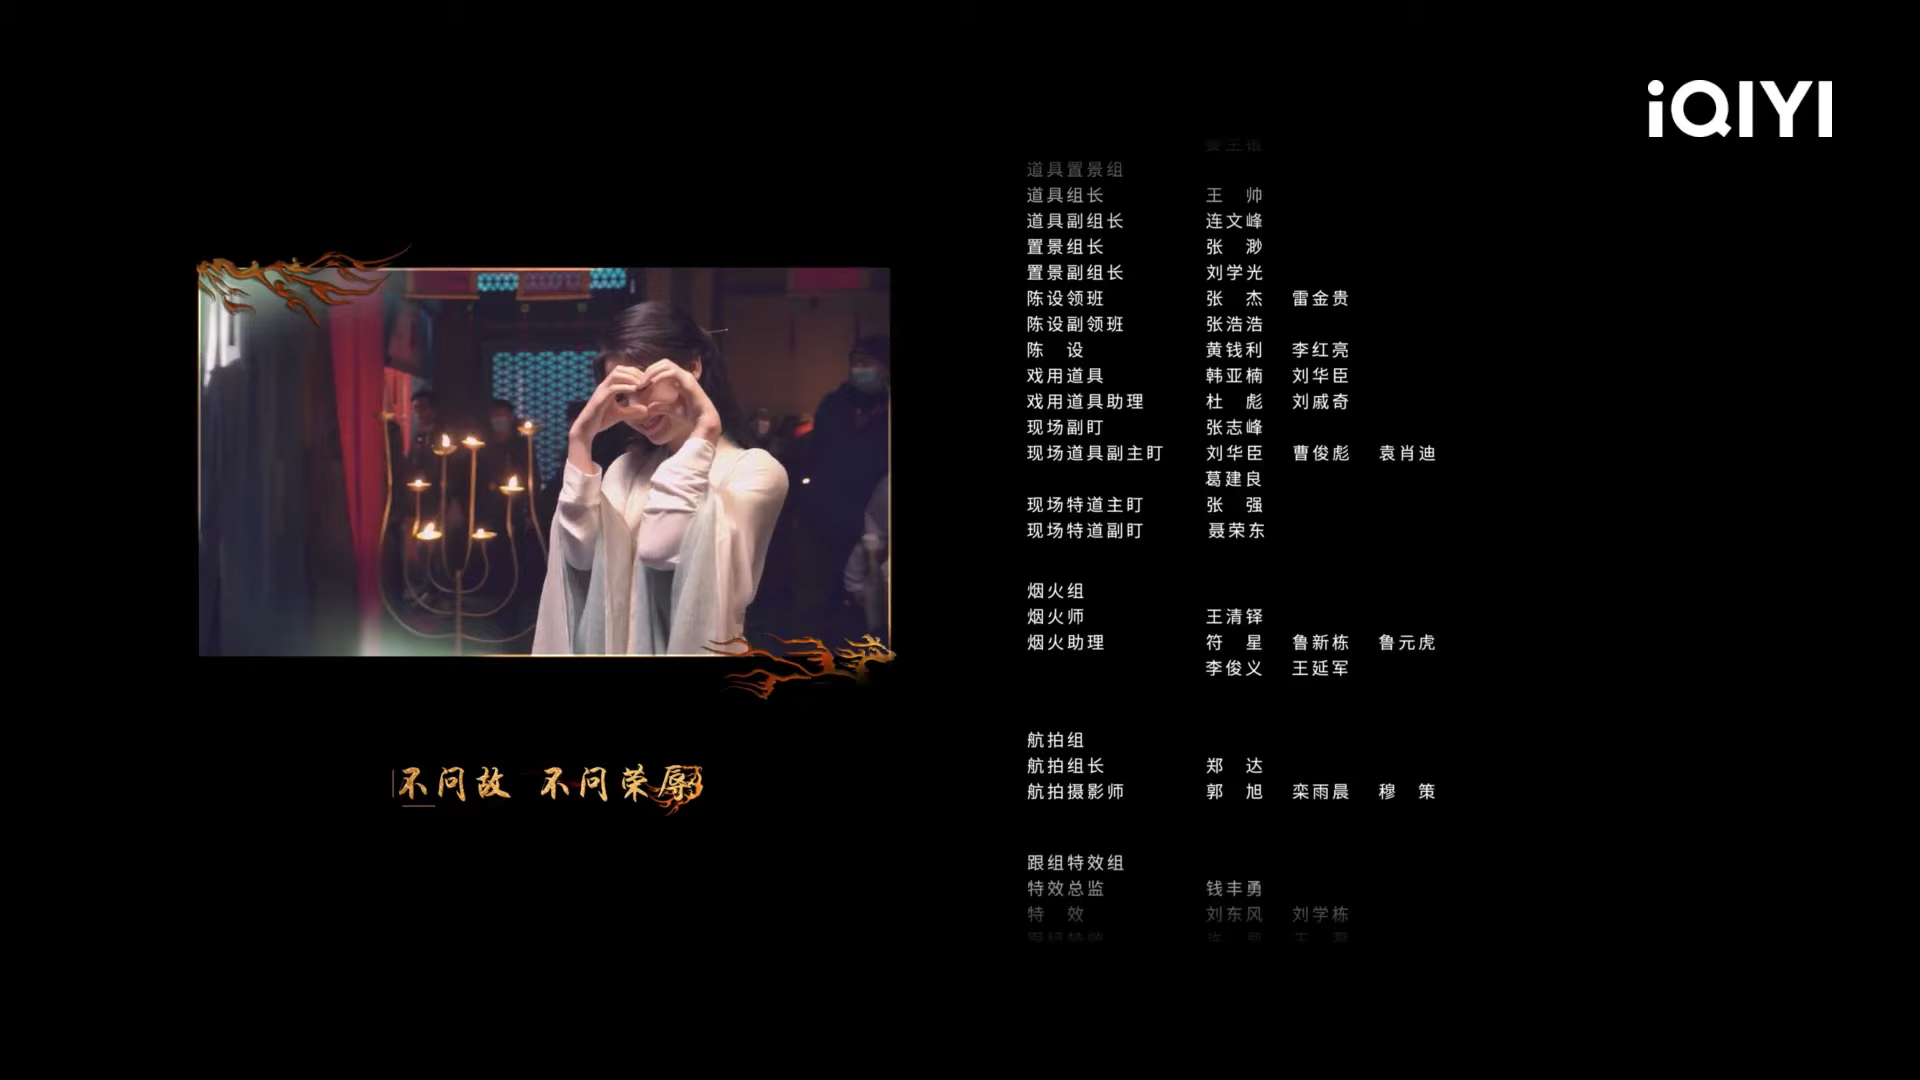 iQIYI
道具置景组
道具组长 王 帅
道具副组长 连文峰
置景组长 张 渺
置景副组长 刘学光
陈设领班 张 杰 雷金贵
陈设副领班 张浩浩
陈 设 黄钱利 李红亮
戏用道具 韩亚楠 刘华臣
戏用道具助理 杜 彪 刘戚奇
现场副盯 张志峰
现场道具副主盯 刘华臣 曹俊彪 袁肖迪
葛建良
现场特道主盯 张 强
现场特道副盯 聂荣东
烟火组
烟火师 王清铎
烟火助理 符 星 鲁新栋 鲁元虎
李俊义 王延军
航拍组
航拍组长 郑 达
航拍摄影师 郭 旭 栾雨晨 穆 策
跟组特效组
特效总监 钱丰勇
特 效 刘东风 刘学栋
不问故 不问荣辱